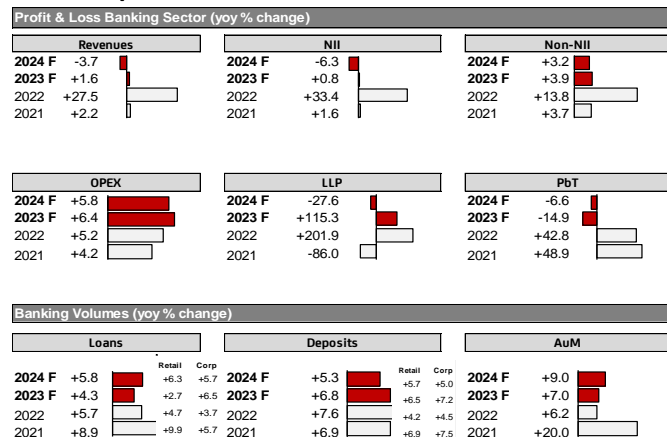 Profit & Loss Banking Sector (yoy % change)
Revenues NII Non-NII
2024 F -3.7 2024 F -6.3 2024 F +3.2
2023 F +1.6 2023 F +0.8 2023 F +3.9
2022 +27.5 2022 +33.4 2022 +13.8
2021 +2.2 2021 +1.6 2021 +3.7
OPEX LLP PbT
2024 F +5.8 2024 F -27.6 2024 F -6.6
2023 F +6.4 2023 F +115.3 2023 F -14.9
2022 +5.2 2022 +201.9 2022 +42.8
2021 +4.2 2021 -86.0 2021 +48.9
Banking Volumes (yoy % change)
Loans Deposits AuM
Retail Corp Retail Corp
2024 F +5.8 +6.3 +5.7 2024 F +5.3 +5.7 +5.0 2024 F +9.0
2023 F +4.3 +2.7 +6.5 2023 F +6.8 +6.5 +7.2 2023 F +7.0
2022 +5.7 +4.7 +3.7 2022 +7.6 +4.2 +4.5 2022 +6.2
2021 +8.9 +9.9 +5.7 2021 +6.9 +6.9 +7.5 2021 +20.0